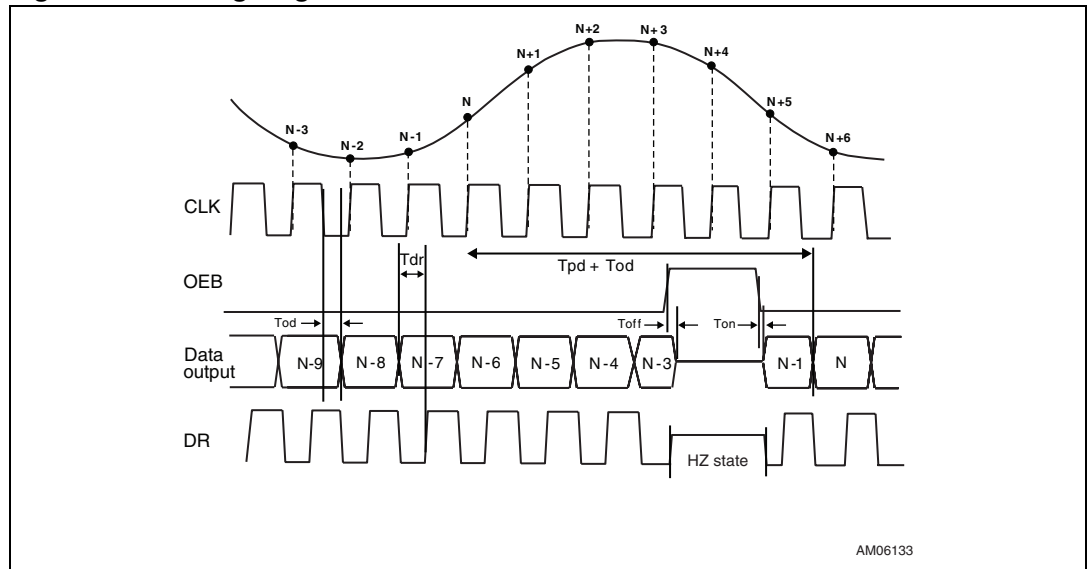 N-3
N-2
N-1
N
N+1
N+2
N+3
N+4
N+5
N+6
CLK
Tdr
Tpd + Tod
OEB
Tod
Toff
Ton
Data
output
N-9
N-8
N-7
N-6
N-5
N-4
N-3
N-1
N
DR
HZ state
AM06133